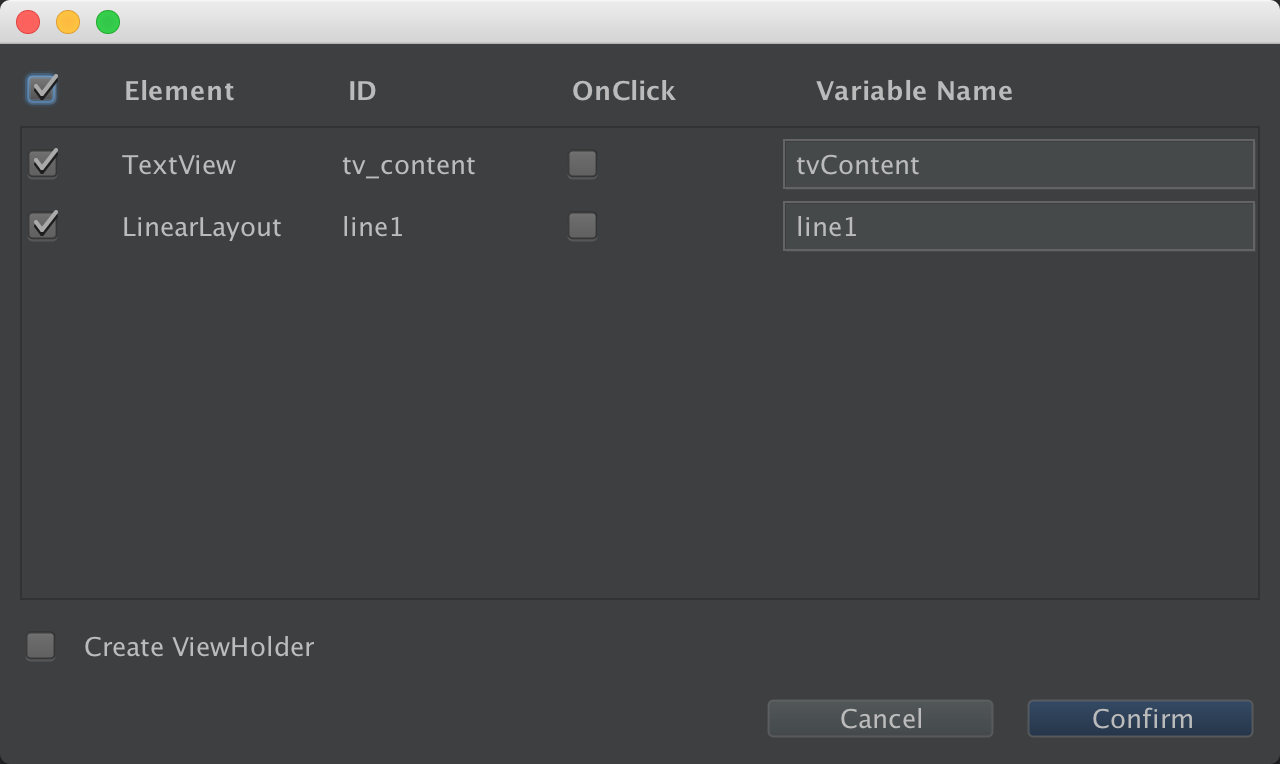 Element ID OnClick Variable Name
TextView tv_content tvContent
LinearLayout line1 line1
Create ViewHolder
Cancel Confirm